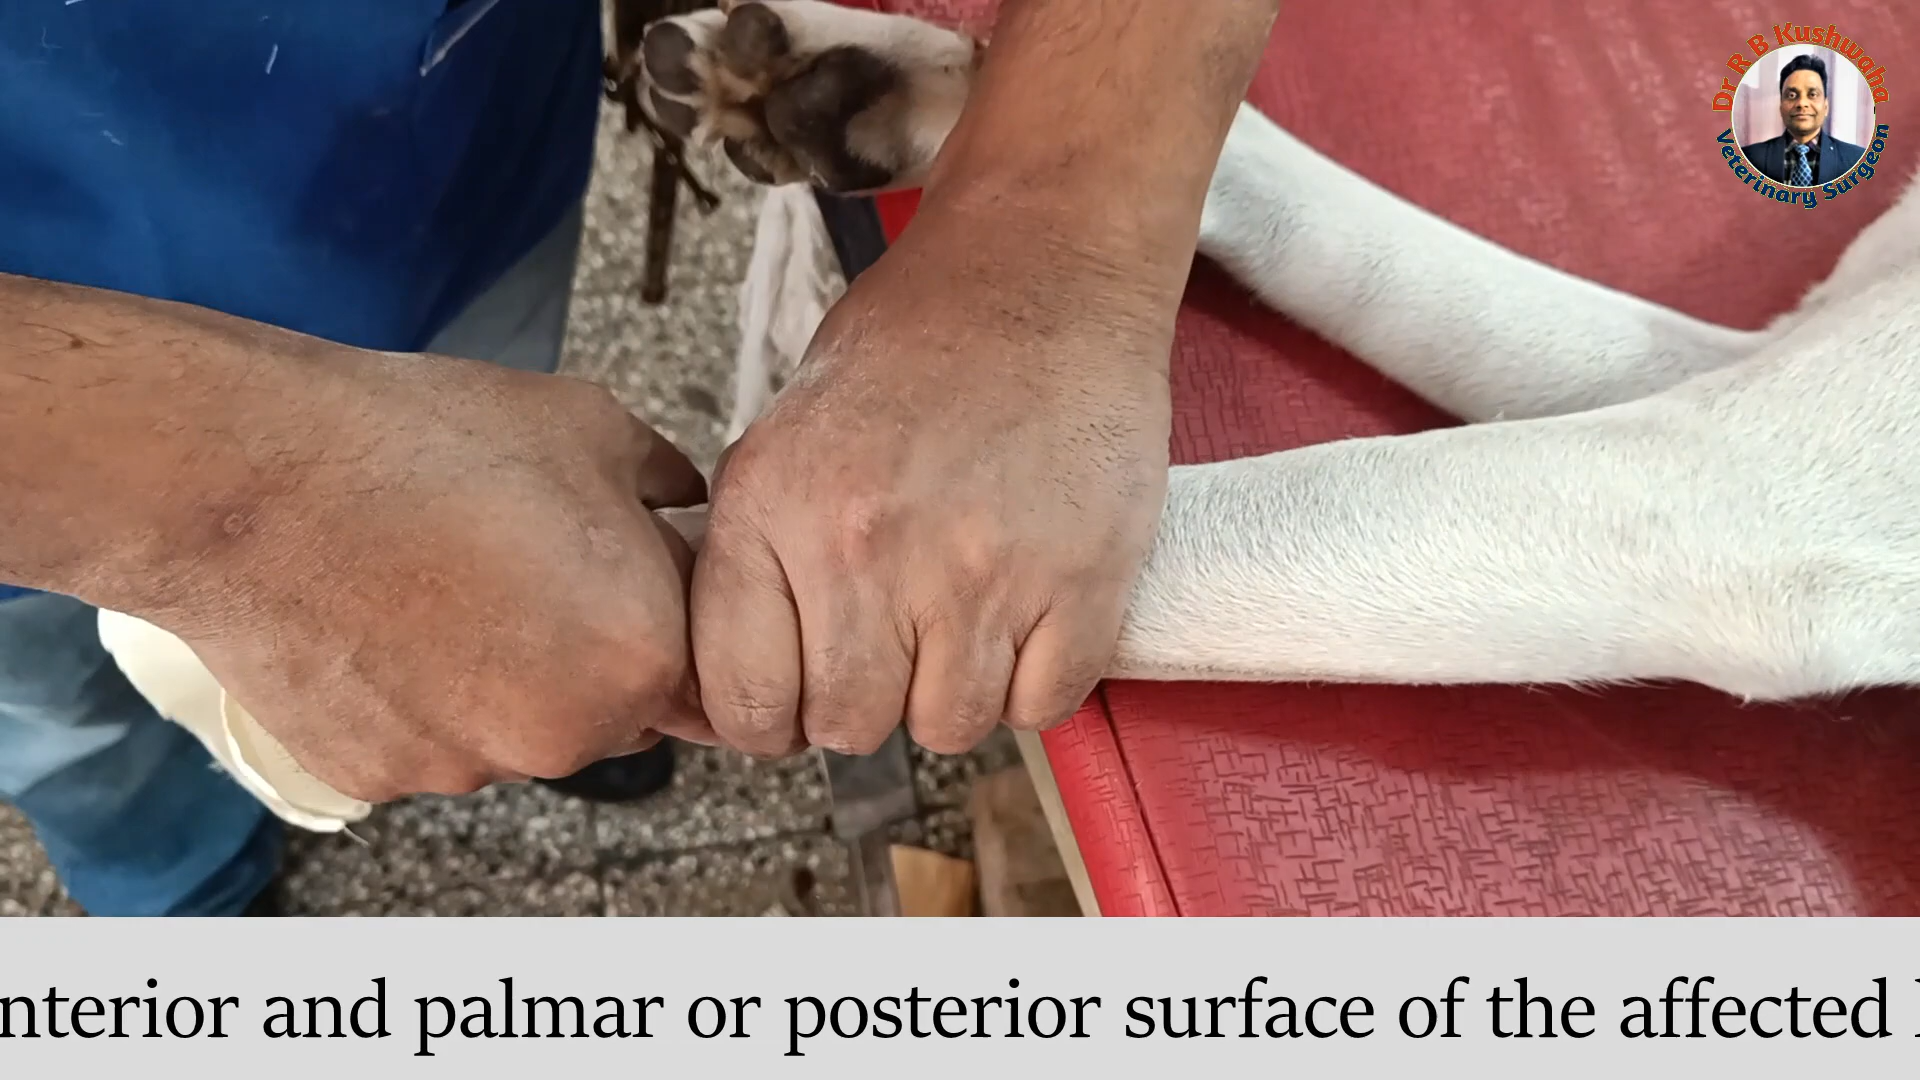 Dr R B Kushwaha
Veterinary Surgeon
nterior and palmar or posterior surface of the affected